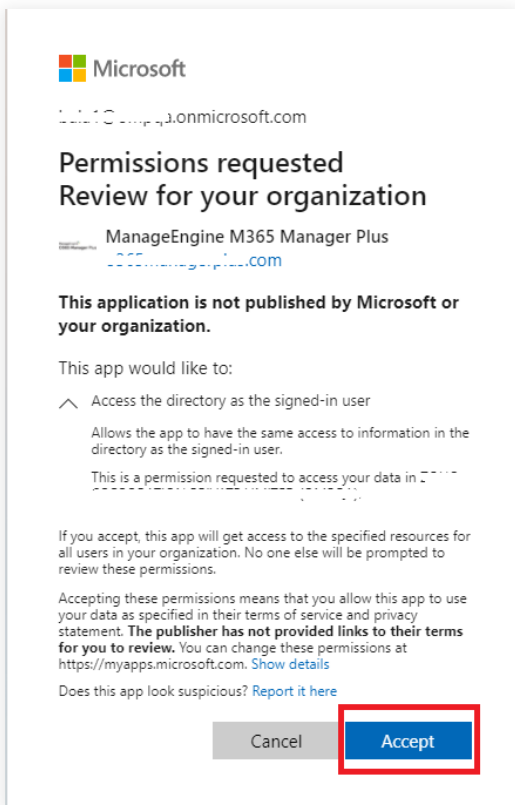 Microsoft
.onmicrosoft.com
Permissions requested
Review for your organization
ManageEngine M365 Manager Plus
.com
This application is not published by Microsoft or
your organization.
This app would like to:
Access the directory as the signed-in user
Allows the app to have the same access to information in the
directory as the signed-in user.
This is a permission requested to access your data in
If you accept, this app will get access to the specified resources for
all users in your organization. No one else will be prompted to
review these permissions.
Accepting these permissions means that you allow this app to use
your data as specified in their terms of service and privacy
statement. The publisher has not provided links to their terms
for you to review. You can change these permissions at
https://myapps.microsoft.com. Show details
Does this app look suspicious? Report it here
Cancel
Accept